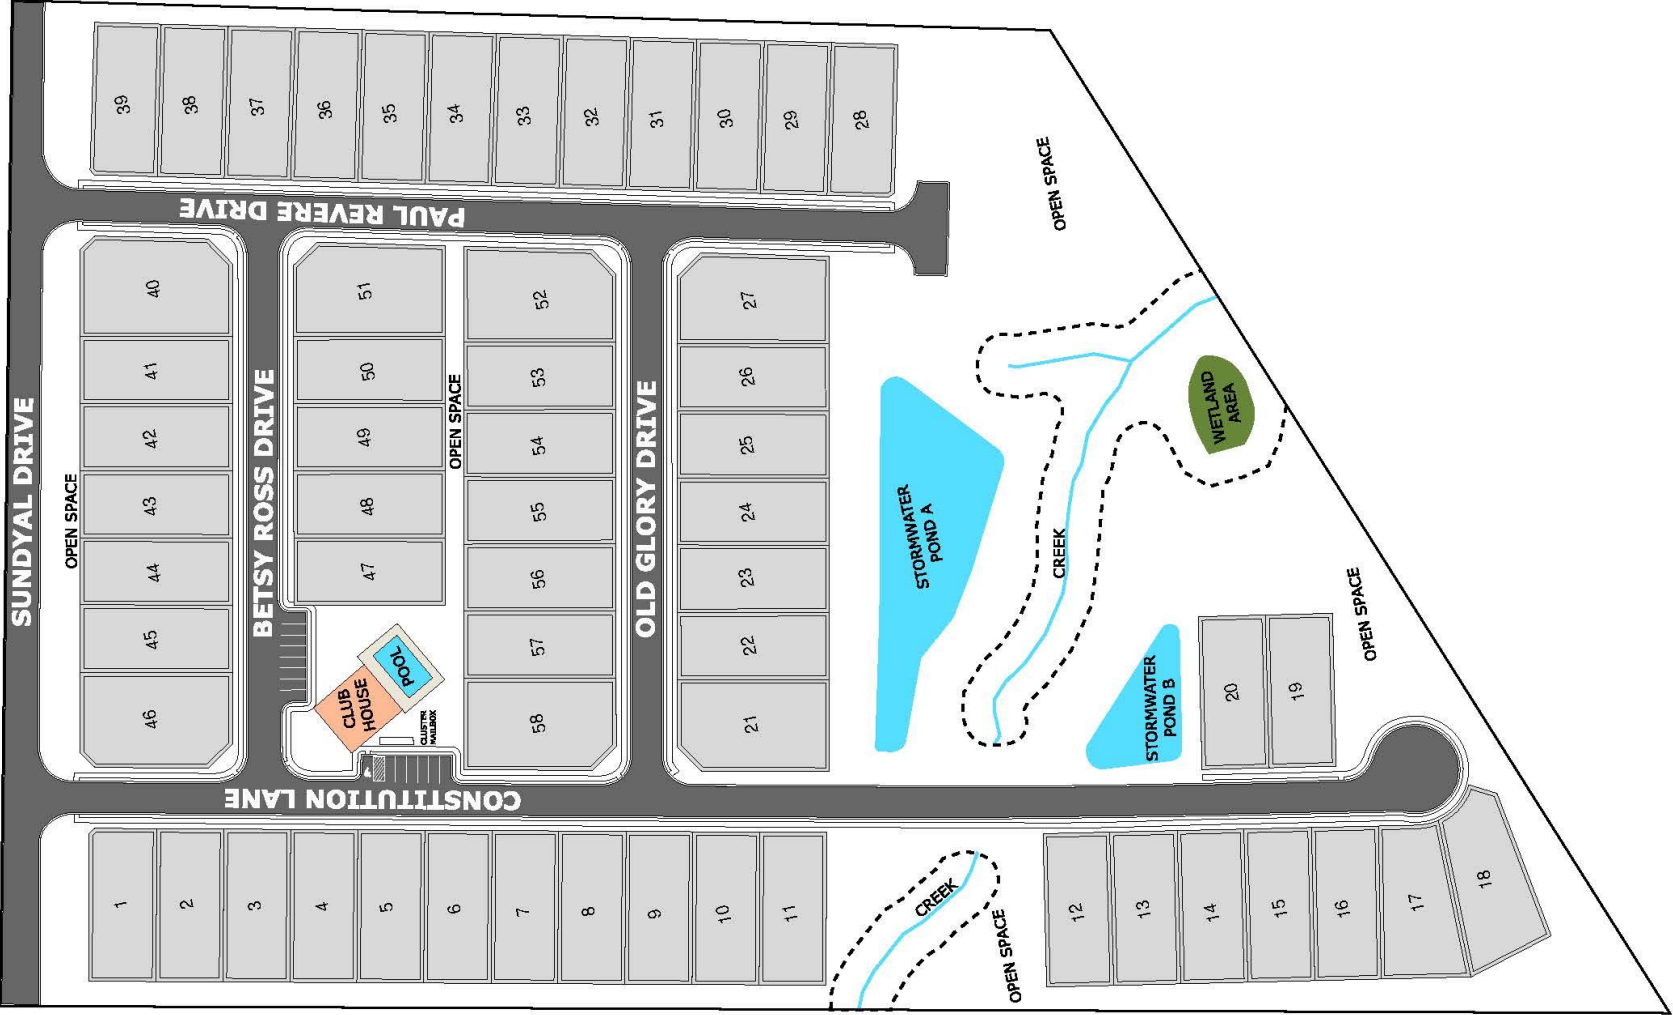 39
38
37
36
35
34
33
32
31
30
29
28
PAUL REVERE DRIVE
OPEN SPACE
40
41
42
43
44
45
46
SUNDYAL DRIVE
OPEN SPACE
BETSY ROSS DRIVE
51
50
49
48
47
OPEN SPACE
52
53
54
55
56
57
58
CLUB
HOUSE
POOL
CLUSTER
MAILBOX
OLD GLORY DRIVE
27
26
25
24
23
22
21
STORMWATER
POND A
CREEK
WETLAND
AREA
STORMWATER
POND B
20
19
OPEN SPACE
CONSTITUTION LANE
1
2
3
4
5
6
7
8
9
10
11
CREEK
OPEN SPACE
12
13
14
15
16
17
18